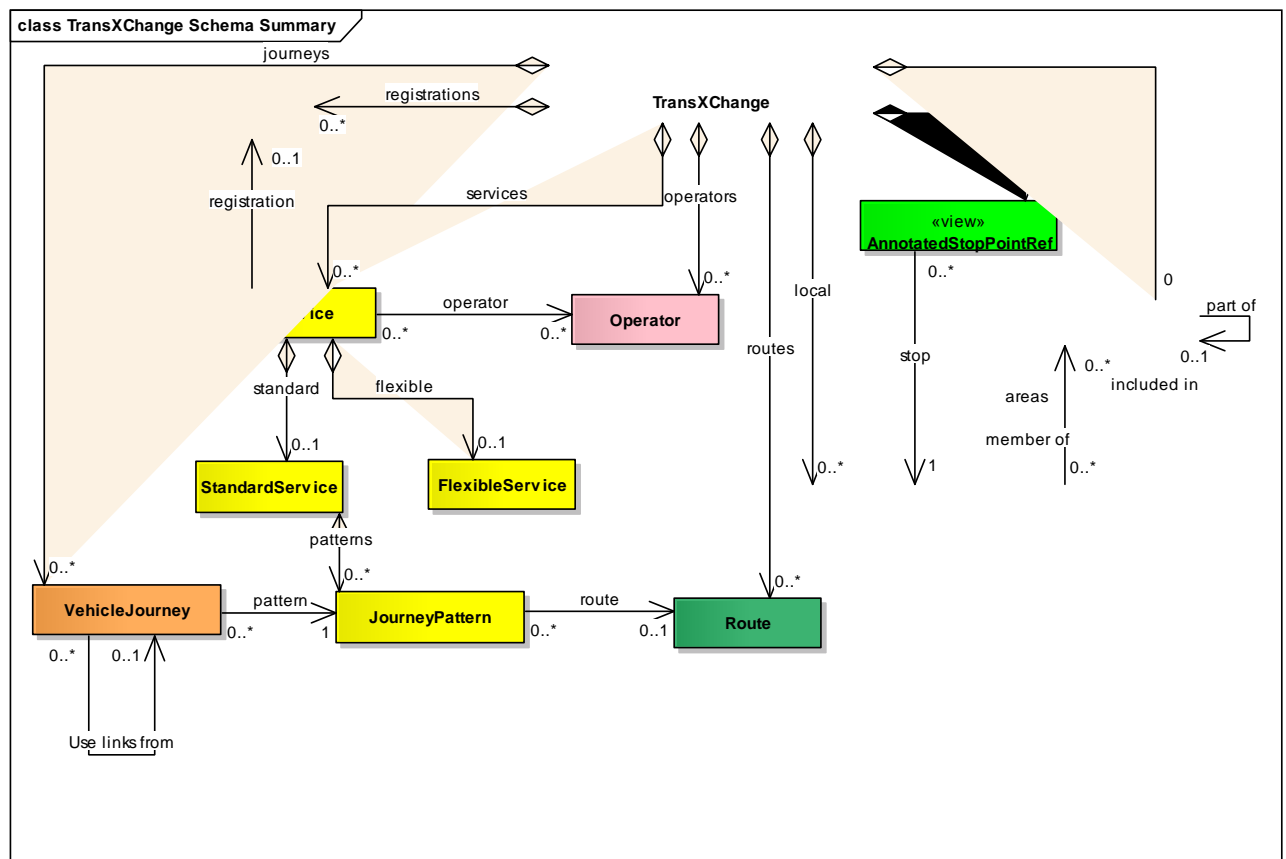 class TransXChange Schema Summary
journeys
registrations
0..*
TransXChange
0..1
registration
services
operators
«view»
AnnotatedStopPointRef
0..*
0..*
0..*
0
local
ice
operator
0..*
0..*
Operator
routes
stop
part of
0..1
0..*
included in
areas
standard
flexible
member of
0..1
0..1
0..*
1
0..*
StandardService
FlexibleService
patterns
0..*
0..*
0..*
VehicleJourney
pattern
0..*
1
JourneyPattern
route
0..*
0..1
Route
0..*
0..1
Use links from